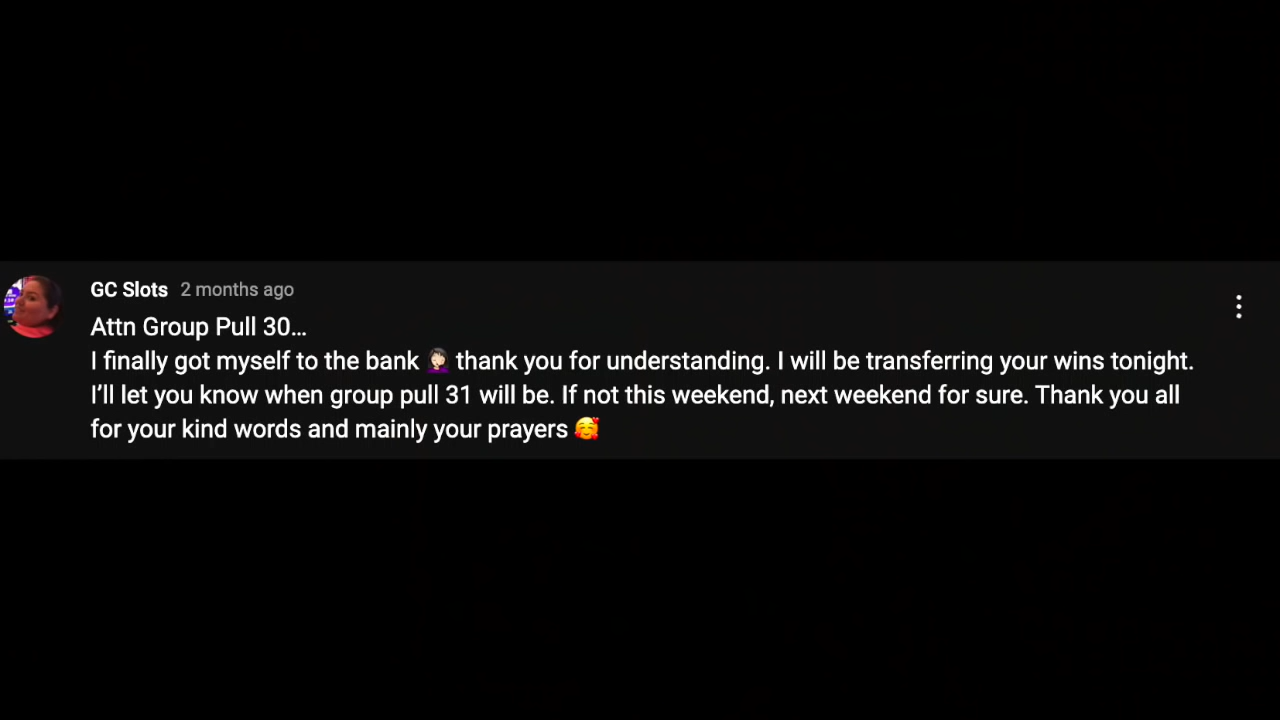 GC Slots 2 months ago
Attn Group Pull 30...
I finally got myself to the bank 🤦🏻‍♀️ thank you for understanding. I will be transferring your wins tonight.
I’ll let you know when group pull 31 will be. If not this weekend, next weekend for sure. Thank you all
for your kind words and mainly your prayers 🥰